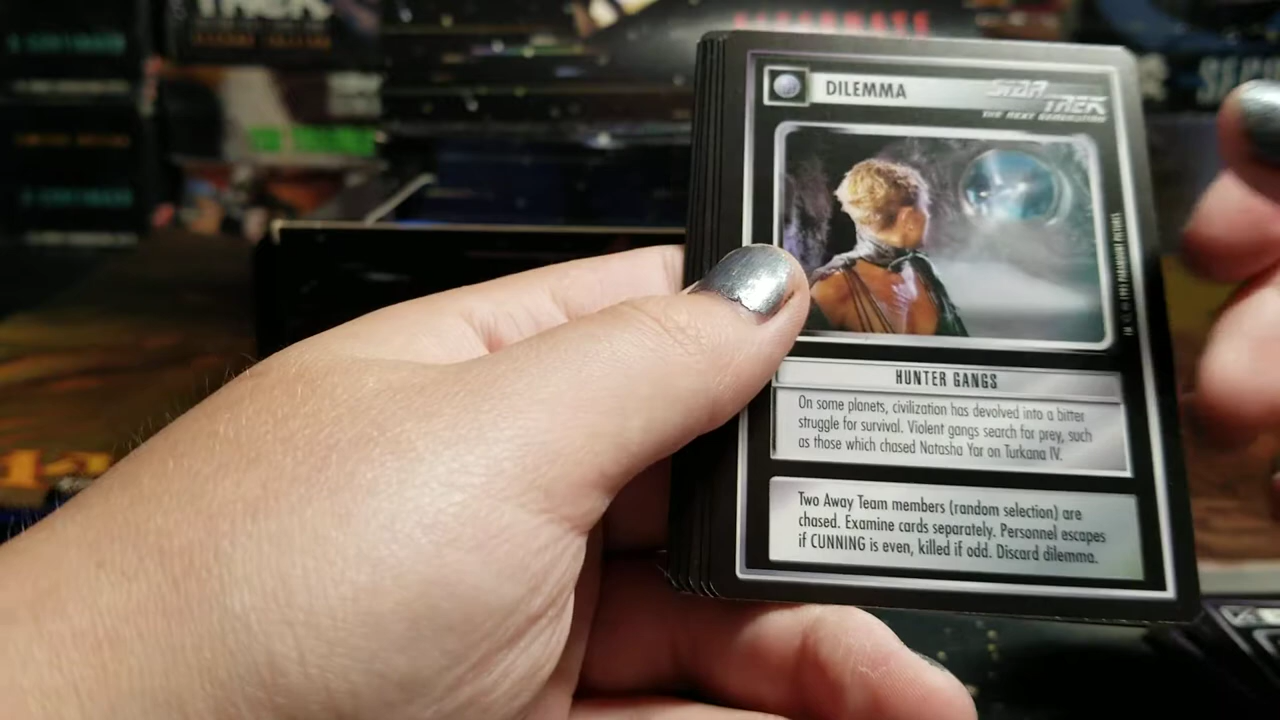 TREK
ALTERNATE
DILEMMA
STAR TREK
THE NEXT GENERATION
HUNTER GANGS
On some planets, civilization has devolved into a bitter
struggle for survival. Violent gangs search for prey, such
as those which chased Natasha Yar on Turkana IV.
Two Away Team members (random selection) are
chased. Examine cards separately. Personnel escapes
if CUNNING is even, killed if odd. Discard dilemma.